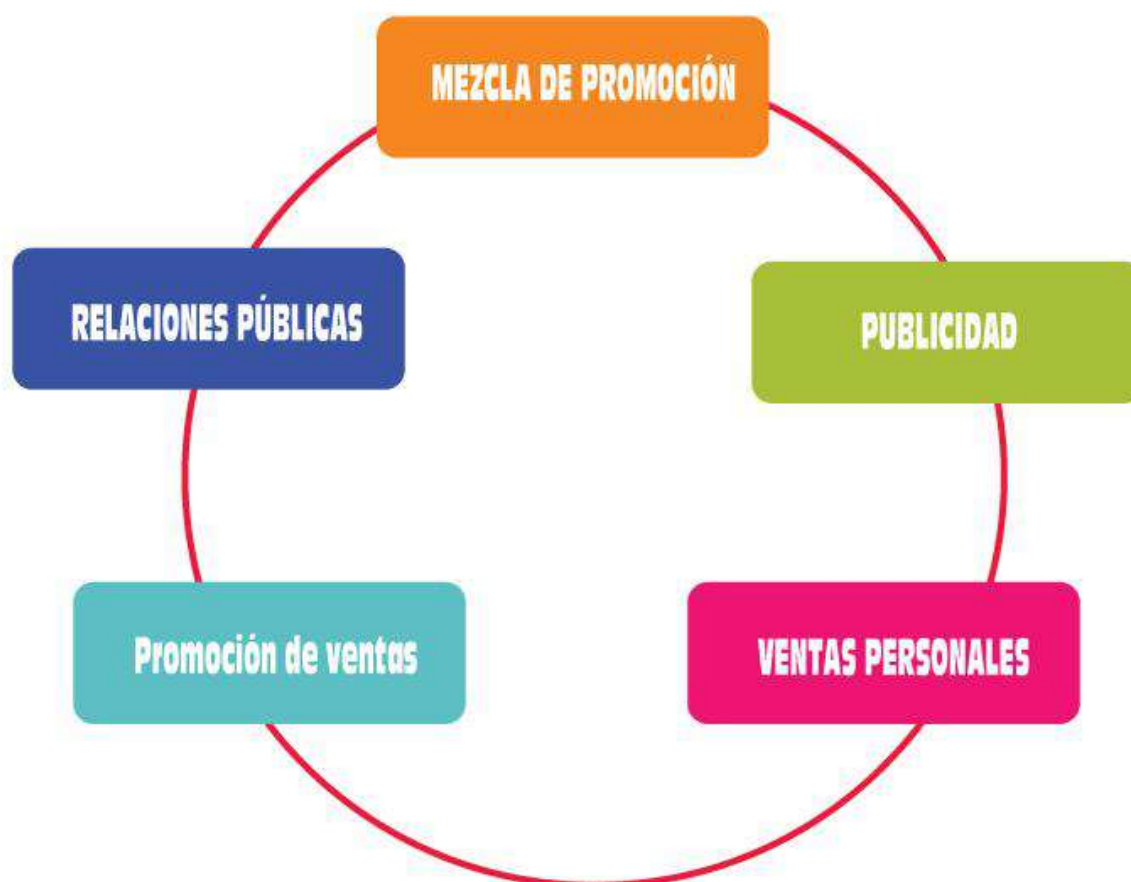 MEZCLA DE PROMOCIÓN
RELACIONES PÚBLICAS
PUBLICIDAD
Promoción de ventas
VENTAS PERSONALES